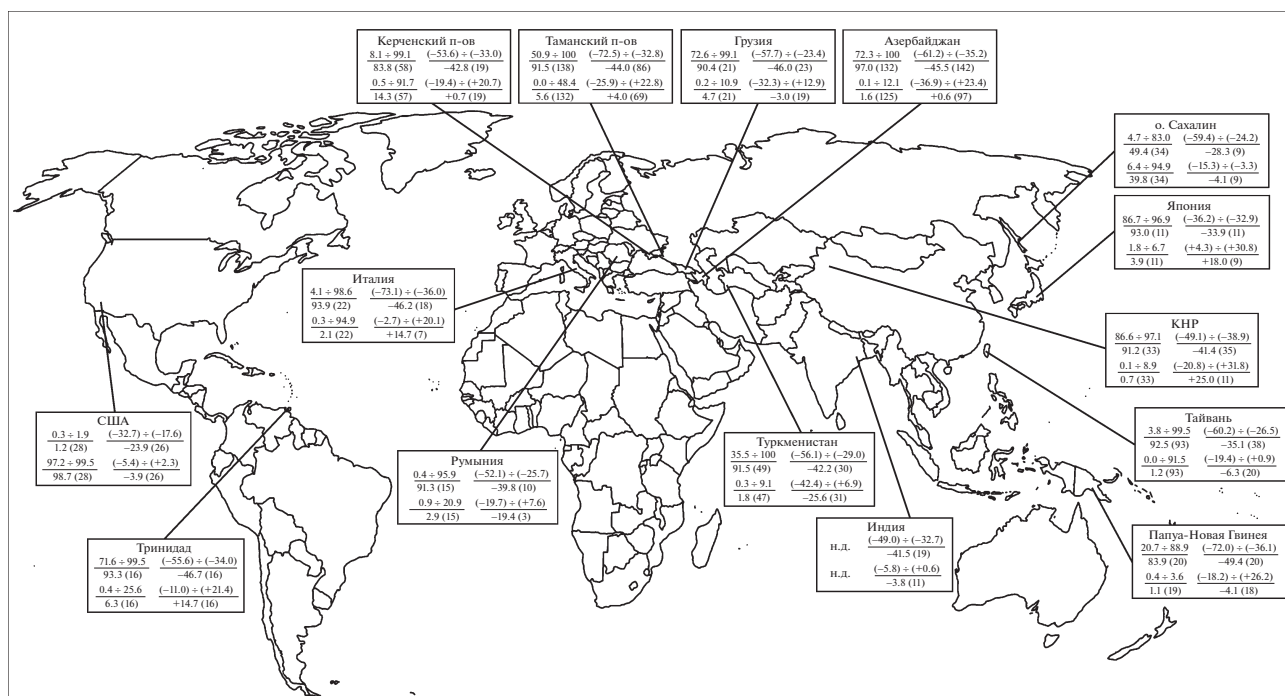 Керченский п-ов
8.1 ÷ 99.1 (−53.6) ÷ (−33.0)
83.8 (58) −42.8 (19)
0.5 ÷ 91.7 (−19.4) ÷ (+20.7)
14.3 (57) +0.7 (19)
Таманский п-ов
50.9 ÷ 100 (−72.5) ÷ (−32.8)
91.5 (138) −44.0 (86)
0.0 ÷ 48.4 (−25.9) ÷ (+22.8)
5.6 (132) +4.0 (69)
Грузия
72.6 ÷ 99.1 (−57.7) ÷ (−23.4)
90.4 (21) −46.0 (23)
0.2 ÷ 10.9 (−32.3) ÷ (+12.9)
4.7 (21) −3.0 (19)
Азербайджан
72.3 ÷ 100 (−61.2) ÷ (−35.2)
97.0 (132) −45.5 (142)
0.1 ÷ 12.1 (−36.9) ÷ (+23.4)
1.6 (125) +0.6 (97)
о. Сахалин
4.7 ÷ 83.0 (−59.4) ÷ (−24.2)
49.4 (34) −28.3 (9)
6.4 ÷ 94.9 (−15.3) ÷ (−3.3)
39.8 (34) −4.1 (9)
Япония
86.7 ÷ 96.9 (−36.2) ÷ (−32.9)
93.0 (11) −33.9 (11)
1.8 ÷ 6.7 (+4.3) ÷ (+30.8)
3.9 (11) +18.0 (9)
Италия
4.1 ÷ 98.6 (−73.1) ÷ (−36.0)
93.9 (22) −46.2 (18)
0.3 ÷ 94.9 (−2.7) ÷ (+20.1)
2.1 (22) +14.7 (7)
КНР
86.6 ÷ 97.1 (−49.1) ÷ (−38.9)
91.2 (33) −41.4 (35)
0.1 ÷ 8.9 (−20.8) ÷ (+31.8)
0.7 (33) +25.0 (11)
США
0.3 ÷ 1.9 (−32.7) ÷ (−17.6)
1.2 (28) −23.9 (26)
97.2 ÷ 99.5 (−5.4) ÷ (+2.3)
98.7 (28) −3.9 (26)
Тайвань
3.8 ÷ 99.5 (−60.2) ÷ (−26.5)
92.5 (93) −35.1 (38)
0.0 ÷ 91.5 (−19.4) ÷ (+0.9)
1.2 (93) −6.3 (20)
Туркменистан
35.5 ÷ 100 (−56.1) ÷ (−29.0)
91.5 (49) −42.2 (30)
0.3 ÷ 9.1 (−42.4) ÷ (+6.9)
1.8 (47) −25.6 (31)
Румыния
0.4 ÷ 95.9 (−52.1) ÷ (−25.7)
91.3 (15) −39.8 (10)
0.9 ÷ 20.9 (−19.7) ÷ (+7.6)
2.9 (15) −19.4 (3)
Индия
н.д. (−49.0) ÷ (−32.7)
−41.5 (19)
н.д. (−5.8) ÷ (+0.6)
−3.8 (11)
Папуа-Новая Гвинея
20.7 ÷ 88.9 (−72.0) ÷ (−36.1)
83.9 (20) −49.4 (20)
0.4 ÷ 3.6 (−18.2) ÷ (+26.2)
1.1 (19) −4.1 (18)
Тринидад
71.6 ÷ 99.5 (−55.6) ÷ (−34.0)
93.3 (16) −46.7 (16)
0.4 ÷ 25.6 (−11.0) ÷ (+21.4)
6.3 (16) +14.7 (16)